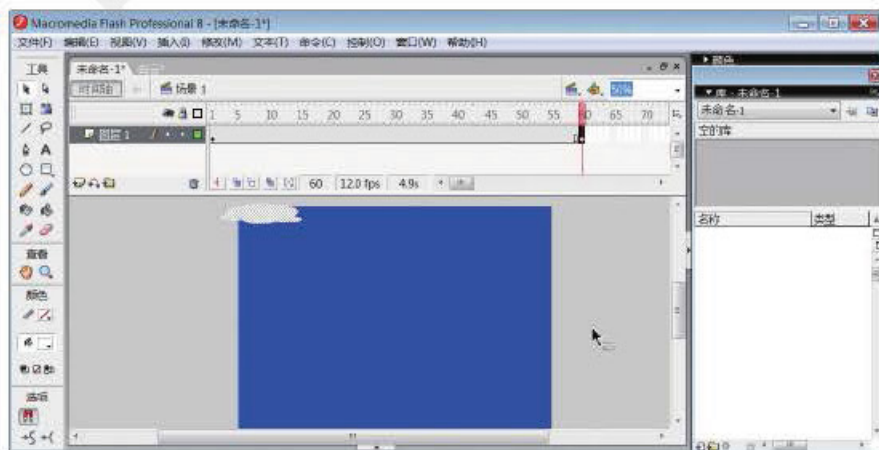 Macromedia Flash Professional 8 - [未命名-1*]
文件(F) 编辑(E) 视图(V) 插入(I) 修改(M) 文本(T) 命令(C) 控制(O) 窗口(W) 帮助(H)
工具
未命名-1*
时间轴 场景 1 50%
1 5 10 15 20 25 30 35 40 45 50 55 60 65 70
图层 1
60 12.0 fps 4.9s
查看
颜色
选项
颜色
库 - 未命名-1
未命名-1
空的库
名称 类型